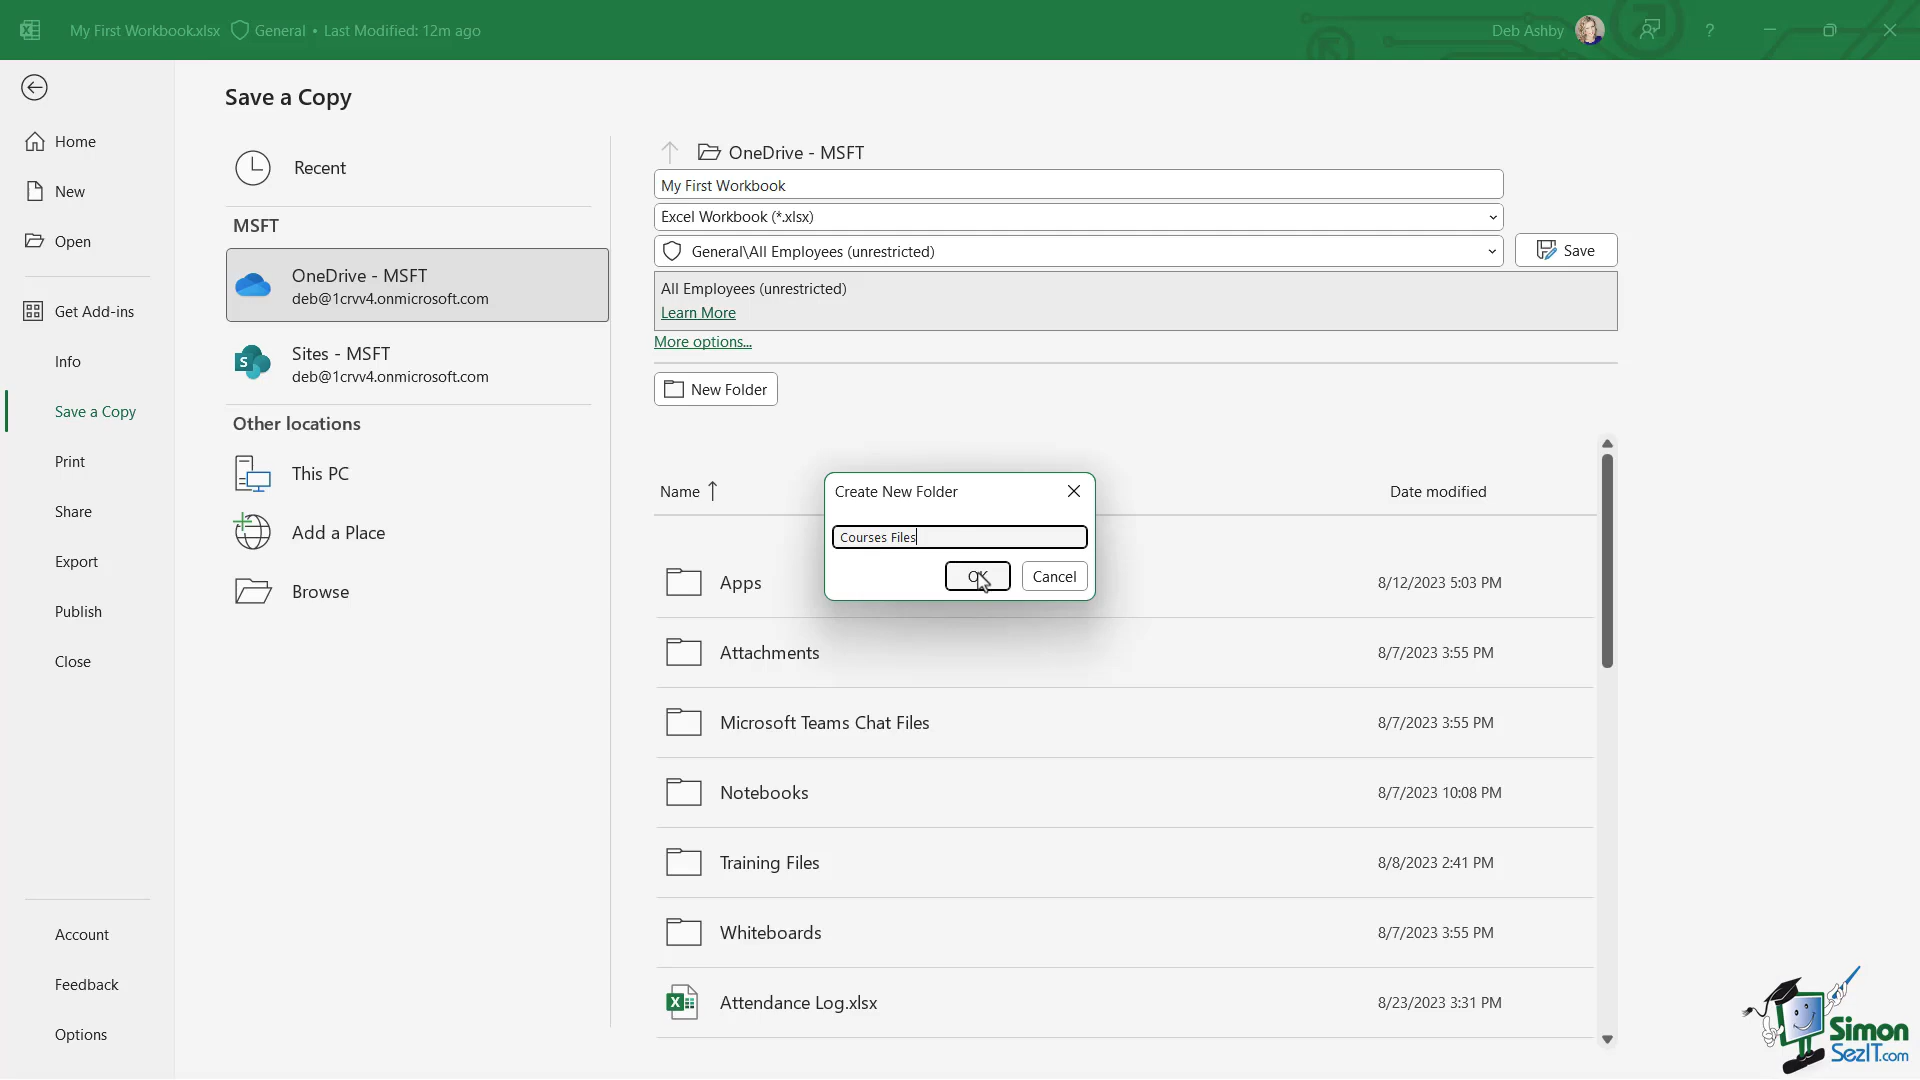 My First Workbook.xlsx General • Last Modified: 12m ago
Deb Ashby
?
Save a Copy
Home
New
Open
Get Add-ins
Info
Save a Copy
Print
Share
Export
Publish
Close
Account
Feedback
Options
Recent
MSFT
OneDrive - MSFT
deb@1crvv4.onmicrosoft.com
S
Sites - MSFT
deb@1crvv4.onmicrosoft.com
Other locations
This PC
Add a Place
Browse
OneDrive - MSFT
My First Workbook
Excel Workbook (*.xlsx)
General\All Employees (unrestricted)
Save
All Employees (unrestricted)
Learn More
More options...
New Folder
Name
Date modified
Create New Folder
Courses Files
OK
Cancel
Apps 8/12/2023 5:03 PM
Attachments 8/7/2023 3:55 PM
Microsoft Teams Chat Files 8/7/2023 3:55 PM
Notebooks 8/7/2023 10:08 PM
Training Files 8/8/2023 2:41 PM
Whiteboards 8/7/2023 3:55 PM
Attendance Log.xlsx 8/23/2023 3:31 PM
Simon
SezIT.com